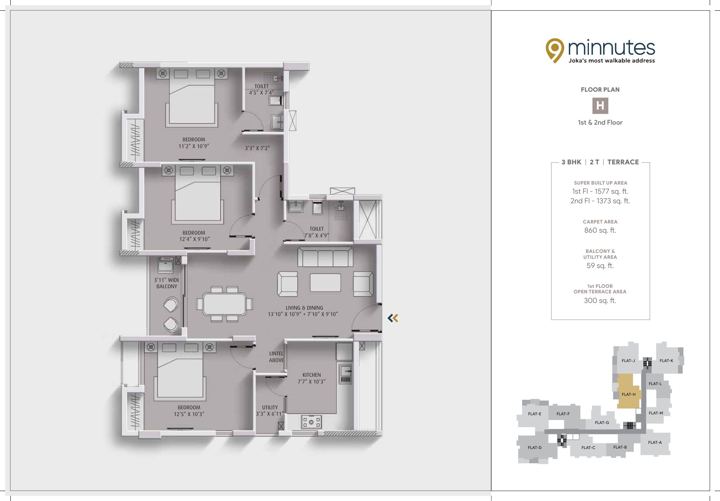 9 minnutes
Joka's most walkable address
FLOOR PLAN
H
1st & 2nd Floor
3 BHK | 2 T | TERRACE
SUPER BUILT UP AREA
1st Fl - 1577 sq. ft.
2nd Fl - 1373 sq. ft.
CARPET AREA
860 sq. ft.
BALCONY &
UTILITY AREA
59 sq. ft.
1st FLOOR
OPEN TERRACE AREA
300 sq. ft.
TOILET
4'5" X 7'4"
BEDROOM
11'2" X 10'9"
3'3" X 7'2"
BEDROOM
12'4" X 9'10"
TOILET
7'8" X 4'9"
3'11" WIDE
BALCONY
LIVING & DINING
13'10" X 10'9" + 7'10" X 9'10"
LINTEL
ABOVE
KITCHEN
7'7" X 10'3"
BEDROOM
12'5" X 10'3"
UTILITY
3'3" X 6'11"
FLAT-J
FLAT-K
FLAT-L
FLAT-H
FLAT-M
FLAT-E
FLAT-F
FLAT-G
FLAT-D
FLAT-C
FLAT-B
FLAT-A